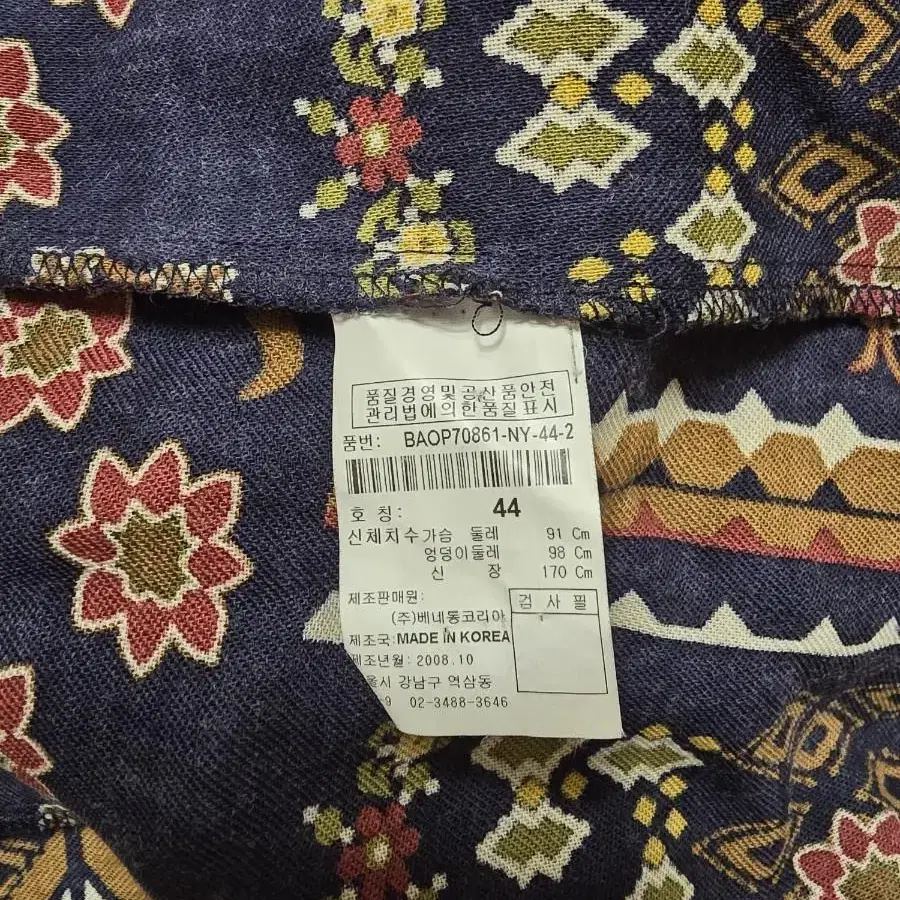 품질경영및공산품안전
관리법에의한품질표시
품번: BAOP70861-NY-44-2
호 칭: 44
신체치수 가슴 둘레 91 Cm
엉덩이둘레 98 Cm
신 장 170 Cm
제조판매원:
검 사 필
(주)베네통코리아
제조국: MADE IN KOREA
제조년월: 2008.10
울시 강남구 역삼동
-9 02-3488-3646